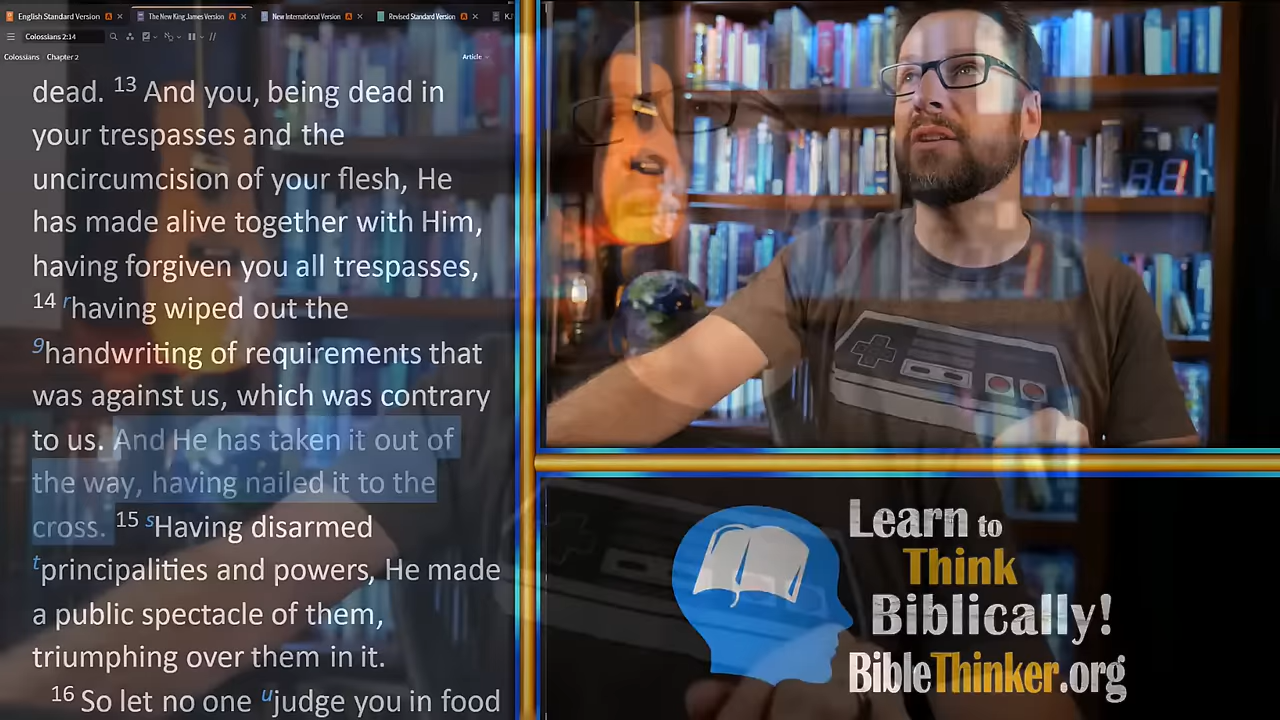 English Standard Version
The New King James Version
New International Version
Revised Standard Version
Colossians 2:14
Colossians Chapter 2
Article
dead. 13 And you, being dead in
your trespasses and the
uncircumcision of your flesh, He
has made alive together with Him,
having forgiven you all trespasses,
14 r having wiped out the
9 handwriting of requirements that
was against us, which was contrary
to us. And He has taken it out of
the way, having nailed it to the
cross. 15 s Having disarmed
t principalities and powers, He made
a public spectacle of them,
triumphing over them in it.
16 So let no one u judge you in food
Learn to
Think
Biblically!
BibleThinker.org